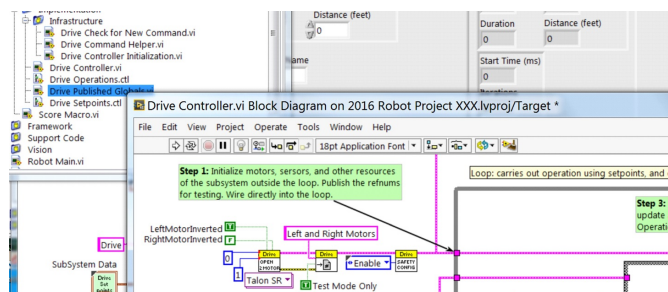 Infrastructure
Drive Check for New Command.vi
Drive Command Helper.vi
Drive Controller Initialization.vi
Drive Controller.vi
Drive Operations.ctl
Drive Published Globals.vi
Drive Setpoints.ctl
Score Macro.vi
Framework
Support Code
Vision
Robot Main.vi
Distance (feet)
0
Duration
Distance (feet)
0
0
Start Time (ms)
0
Drive Controller.vi Block Diagram on 2016 Robot Project XXX.lvproj/Target *
File Edit View Project Operate Tools Window Help
18pt Application Font
Step 1: Initialize motors, sersors, and other resources
of the subsystem outside the loop. Publish the refnums
for testing. Wire directly into the loop.
Loop: carries out operation using setpoints, and
Step 3:
update
Operati
LeftMotorInverted T
RightMotorInverted F
Left and Right Motors
0
1
Drive
OPEN
2 MOTOR
Talon SR
Drive
Enable
Drive
SAFETY
CONFIG
T Test Mode Only
Drive
SubSystem Data
Drive
Set
points